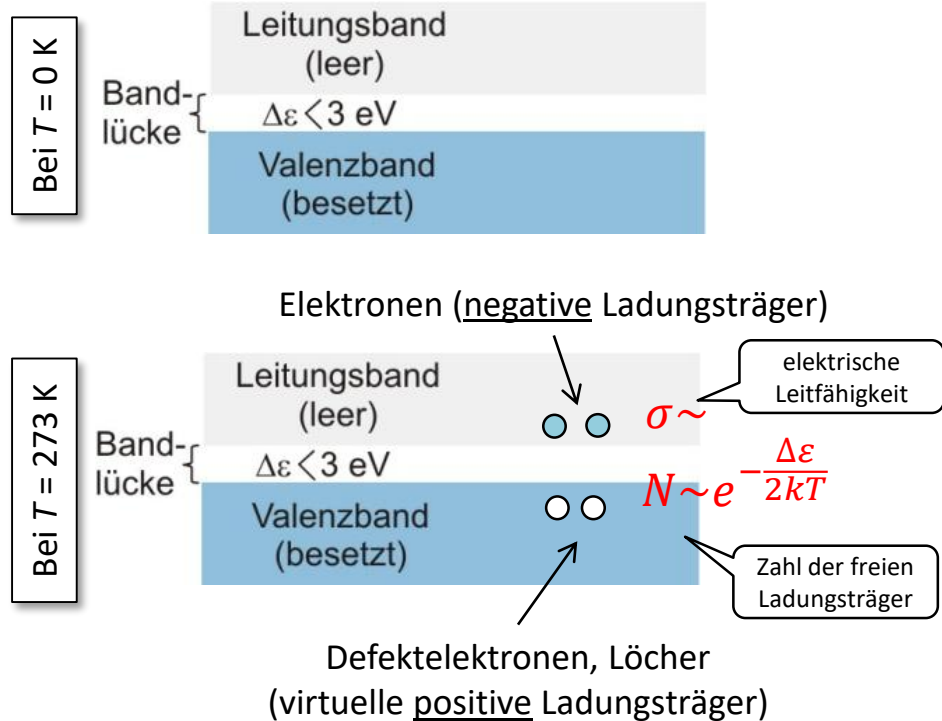 Bei T = 0 K
Leitungsband
(leer)
Band-
lücke
Δε < 3 eV
Valenzband
(besetzt)
Elektronen (negative Ladungsträger)
Bei T = 273 K
Leitungsband
(leer)
elektrische
Leitfähigkeit
σ~
Band-
lücke
Δε < 3 eV
N~e^{-\frac{Δε}{2kT}}
Valenzband
(besetzt)
Zahl der freien
Ladungsträger
Defektelektronen, Löcher
(virtuelle positive Ladungsträger)